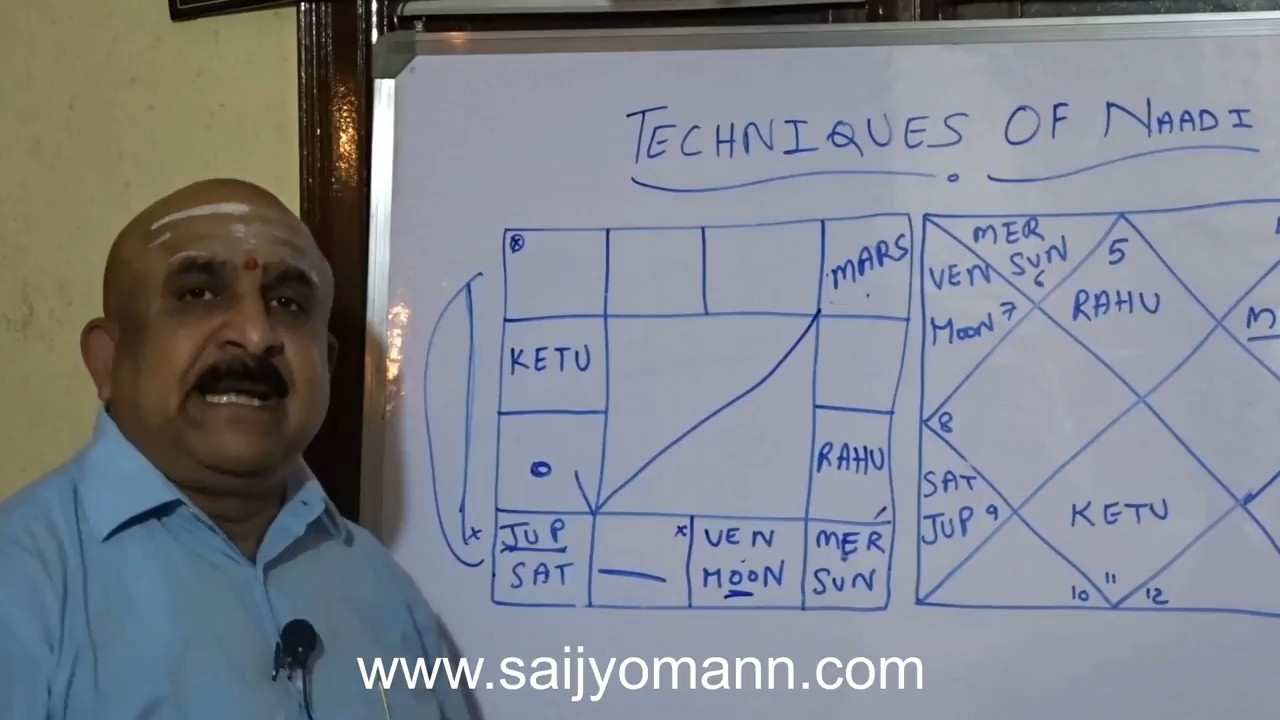 TECHNIQUES OF NAADI
MARS
KETU
RAHU
JUP
SAT
VEN
MOON
MER
SUN
MER
VEN SUN
6
MOON 7
5
RAHU
8
SAT
JUP 9
KETU
10 11 12
www.saijyomann.com